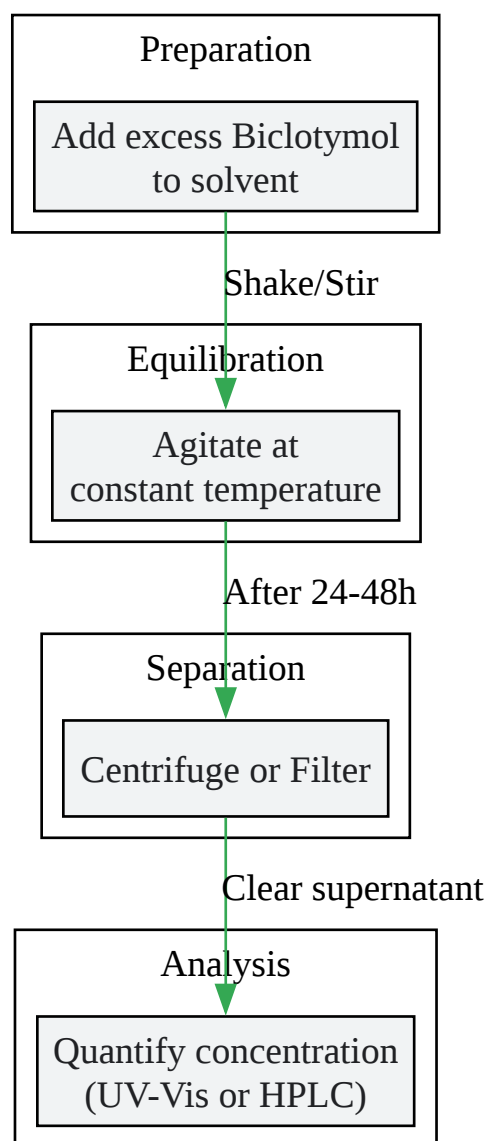 Preparation
Add excess Biclotymol
to solvent
Shake/Stir
Equilibration
Agitate at
constant temperature
After 24-48h
Separation
Centrifuge or Filter
Clear supernatant
Analysis
Quantify concentration
(UV-Vis or HPLC)